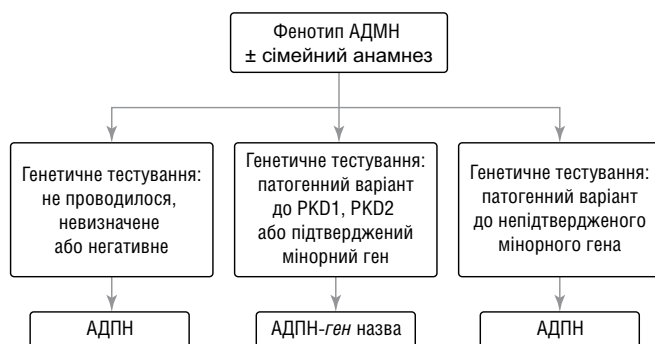 Фенотип АДМН
± сімейний анамнез
Генетичне тестування:
не проводилося,
невизначене
або негативне
Генетичне тестування:
патогенний варіант
до PKD1, PKD2
або підтверджений
мінорний ген
Генетичне тестування:
патогенний варіант
до непідтвердженого
мінорного гена
АДПН
АДПН-ген назва
АДПН